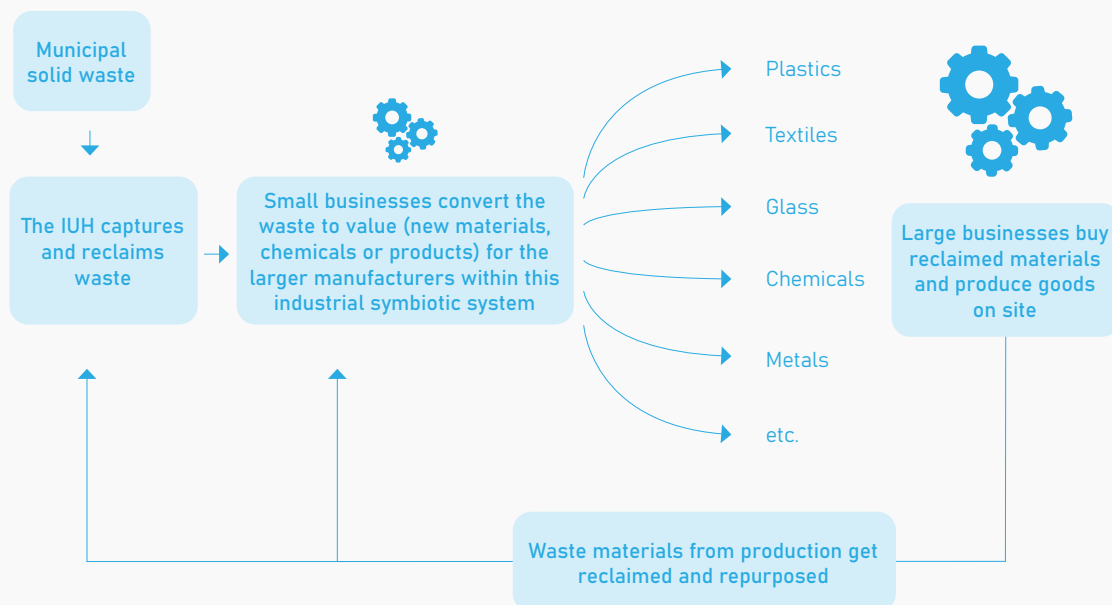 Municipal
solid waste
The IUH captures
and reclaims
waste
Small businesses convert the
waste to value (new materials,
chemicals or products) for the
larger manufacturers within this
industrial symbiotic system
Plastics
Textiles
Glass
Chemicals
Metals
etc.
Large businesses buy
reclaimed materials
and produce goods
on site
Waste materials from production get
reclaimed and repurposed